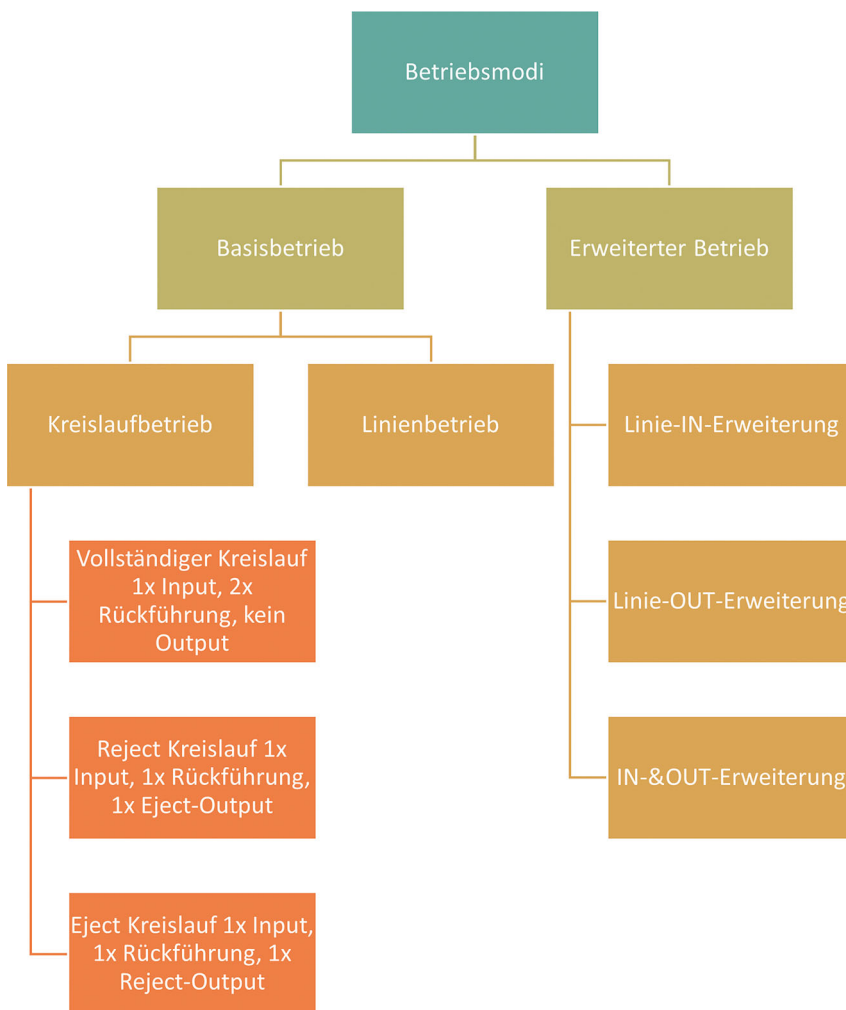 Betriebsmodi
Basisbetrieb
Erweiterter Betrieb
Kreislaufbetrieb
Linienbetrieb
Linie-IN-Erweiterung
Vollständiger Kreislauf
1x Input, 2x
Rückführung, kein
Output
Linie-OUT-Erweiterung
Reject Kreislauf 1x
Input, 1x Rückführung,
1x Eject-Output
IN-&OUT-Erweiterung
Eject Kreislauf 1x Input,
1x Rückführung, 1x
Reject-Output